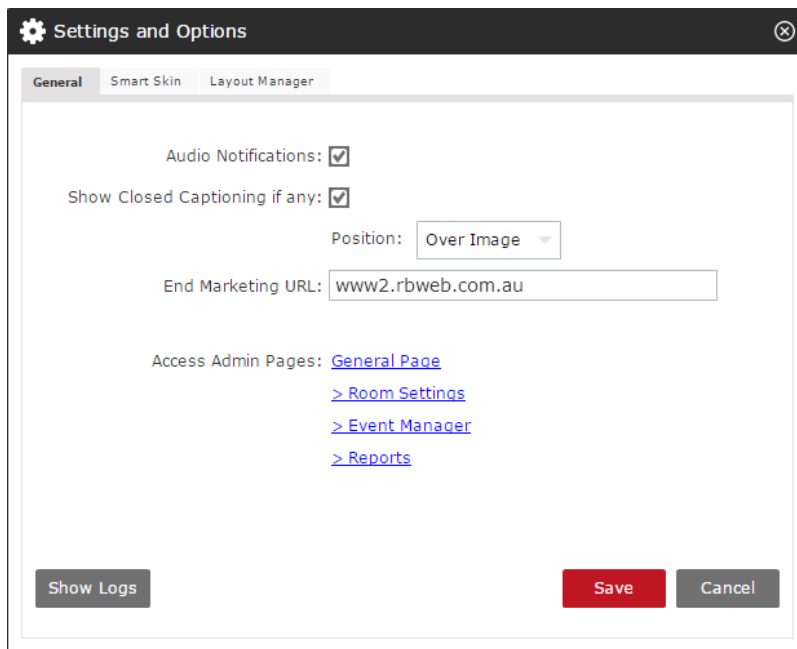 Settings and Options
General Smart Skin Layout Manager
Audio Notifications:
Show Closed Captioning if any:
Position: Over Image
End Marketing URL: www2.rbweb.com.au
Access Admin Pages: General Page
> Room Settings
> Event Manager
> Reports
Show Logs Save Cancel